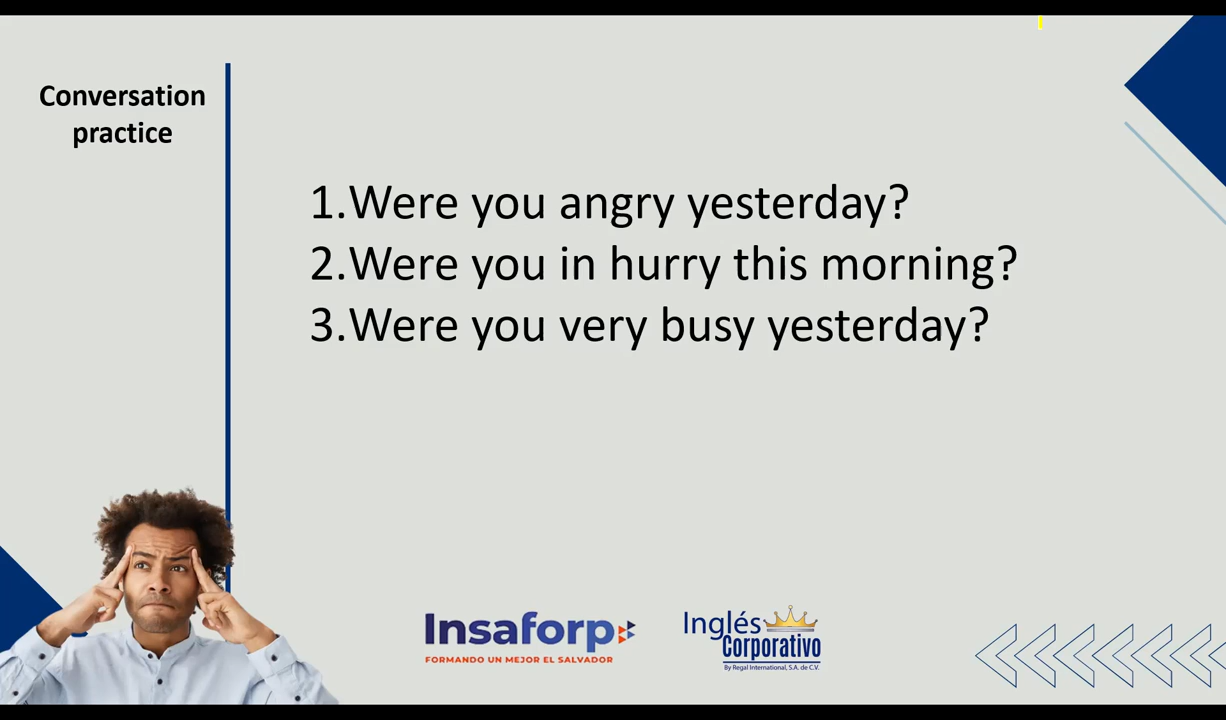 Conversation
practice
1.Were you angry yesterday?
2.Were you in hurry this morning?
3.Were you very busy yesterday?
Insaforp
FORMANDO UN MEJOR EL SALVADOR
Inglés
Corporativo
By Regal International, S.A. de C.V.